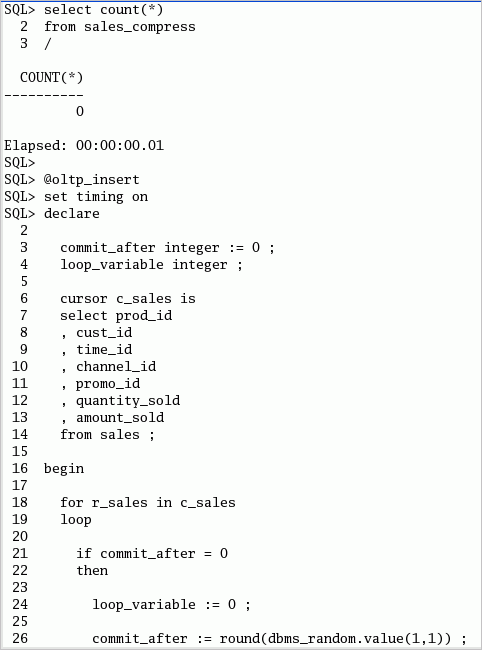 SQL> select count(*)
  2  from sales_compress
  3  /

  COUNT(*)
----------
         0

Elapsed: 00:00:00.01
SQL>
SQL> @oltp_insert
SQL> set timing on
SQL> declare
  2
  3    commit_after integer := 0 ;
  4    loop_variable integer ;
  5
  6    cursor c_sales is
  7    select prod_id
  8    , cust_id
  9    , time_id
 10    , channel_id
 11    , promo_id
 12    , quantity_sold
 13    , amount_sold
 14    from sales ;
 15
 16  begin
 17
 18    for r_sales in c_sales
 19    loop
 20
 21      if commit_after = 0
 22      then
 23
 24        loop_variable := 0 ;
 25
 26        commit_after := round(dbms_random.value(1,1)) ;